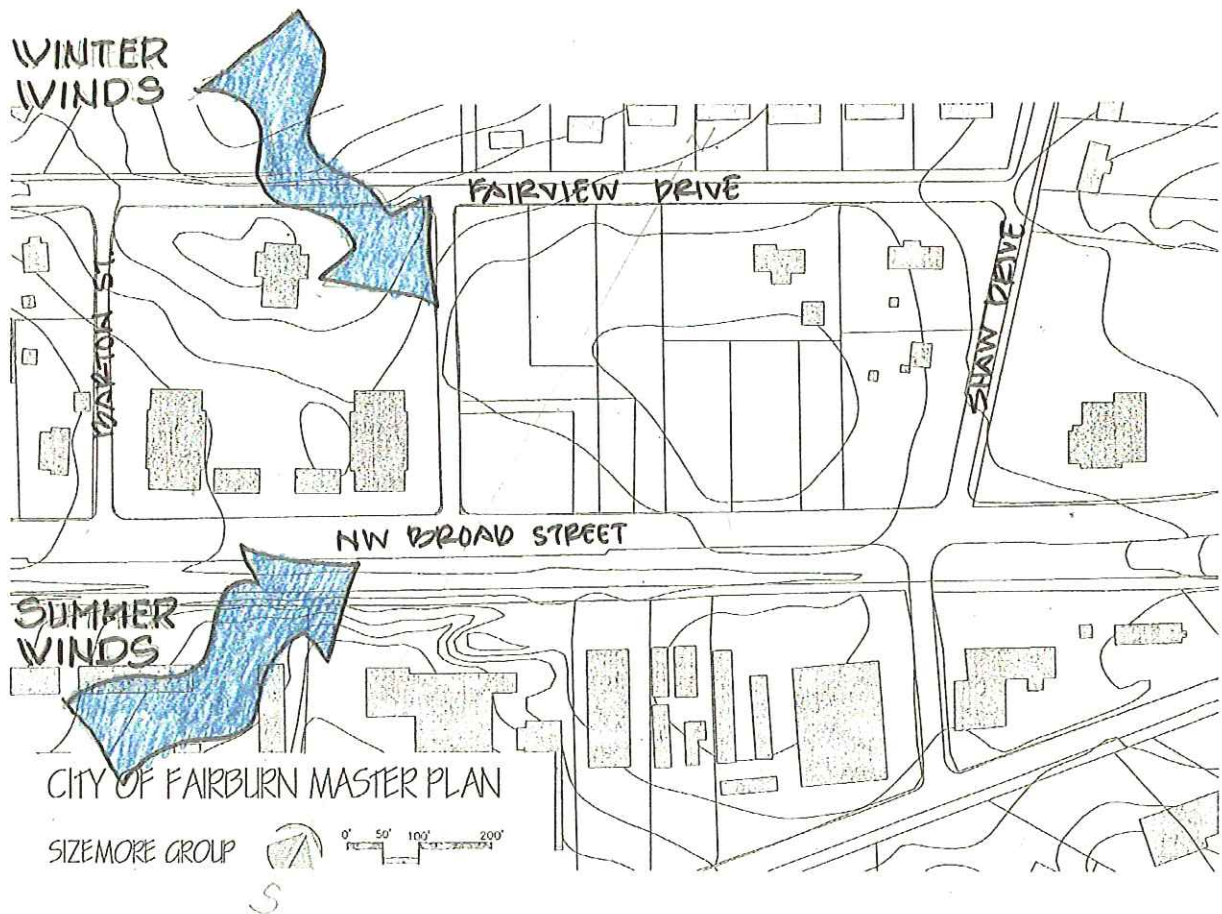 WINTER
WINDS
FAIRVIEW DRIVE
BARTON ST.
SHAW DRIVE
NW BROAD STREET
SUMMER
WINDS
CITY OF FAIRBURN MASTER PLAN
SIZEMORE GROUP
0' 50' 100' 200'
S